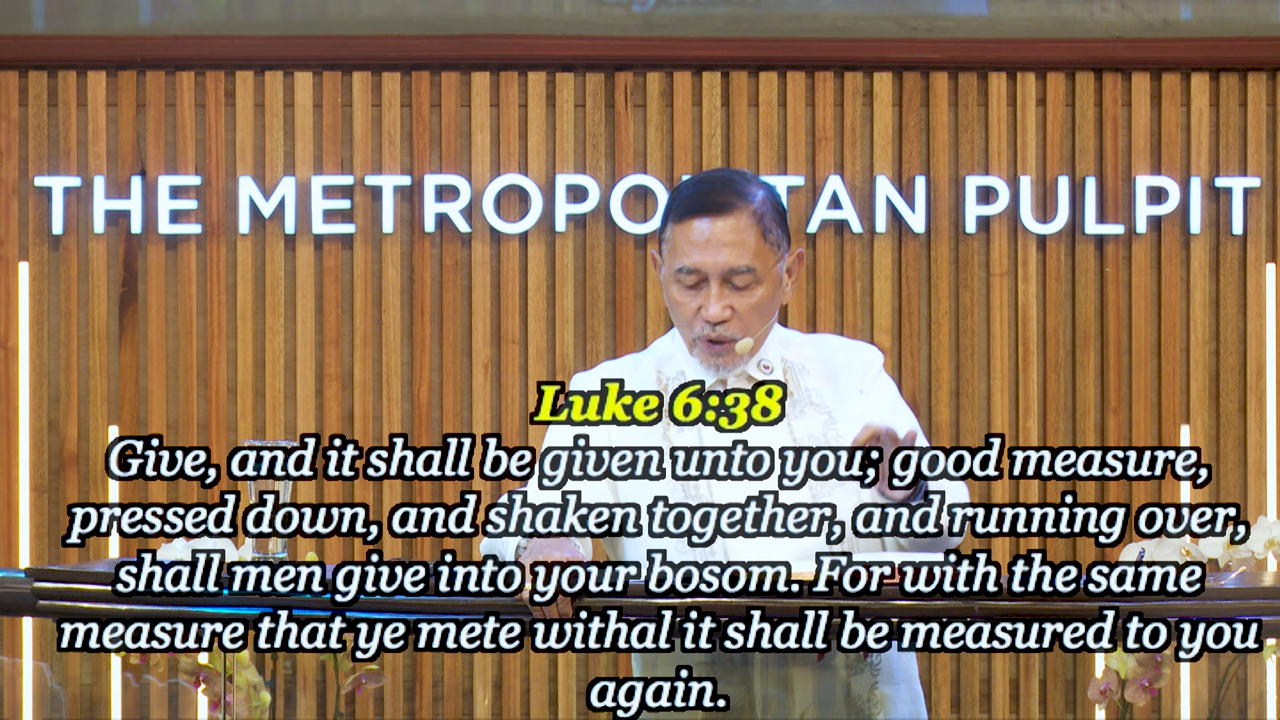 THE METROPO TAN PULPIT
Luke 6:38
Give, and it shall be given unto you; good measure,
pressed down, and shaken together, and running over,
shall men give into your bosom. For with the same
measure that ye mete withal it shall be measured to you
again.